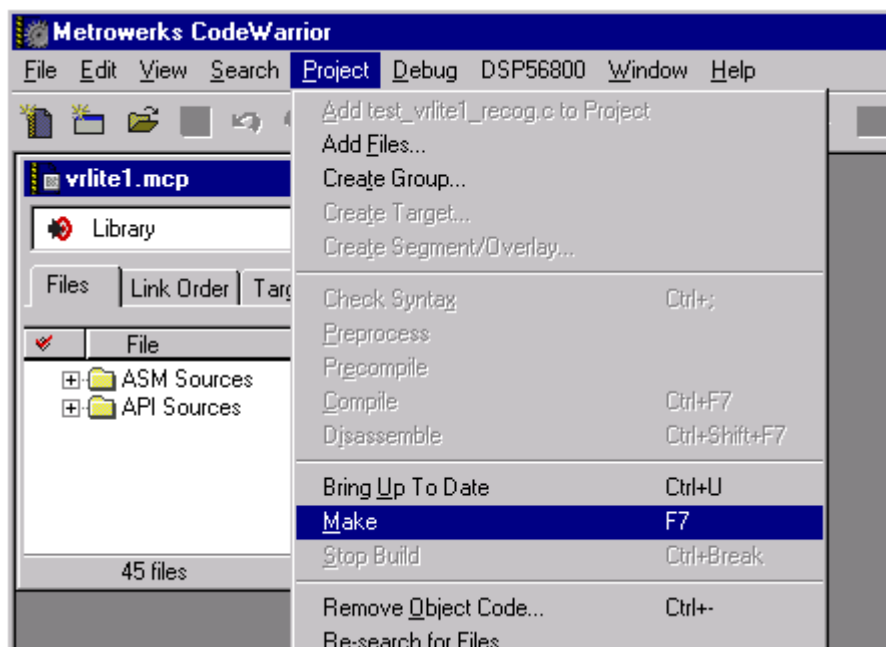 Metrowerks CodeWarrior
File Edit View Search Project Debug DSP56800 Window Help
vrlite1.mcp
Library
Files Link Order
File
ASM Sources
API Sources
45 files
Add test_vrlite1_recog.c to Project
Add Files...
Create Group...
Create Target...
Create Segment/Overlay...
Check Syntax Ctrl+;
Preprocess
Precompile
Compile Ctrl+F7
Disassemble Ctrl+Shift+F7
Bring Up To Date Ctrl+U
Make F7
Stop Build Ctrl+Break
Remove Object Code... Ctrl+-
Re-search for Files